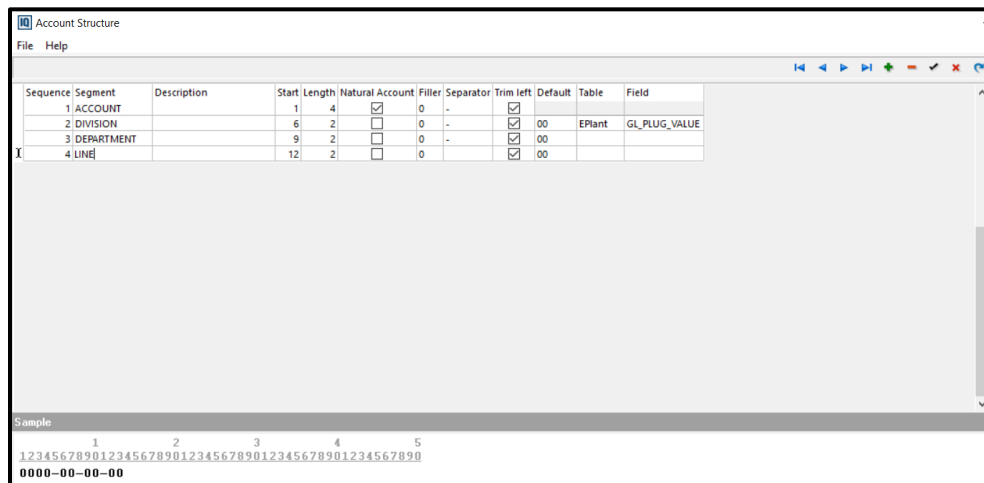 IQ Account Structure
File Help
Sequence Segment Description Start Length Natural Account Filler Separator Trim left Default Table Field
1 ACCOUNT 1 4 0 -
2 DIVISION 6 2 0 - 00 EPlant GL_PLUG_VALUE
3 DEPARTMENT 9 2 0 - 00
4 LINE 12 2 0 00
Sample
1 2 3 4 5
12345678901234567890123456789012345678901234567890
0000-00-00-00